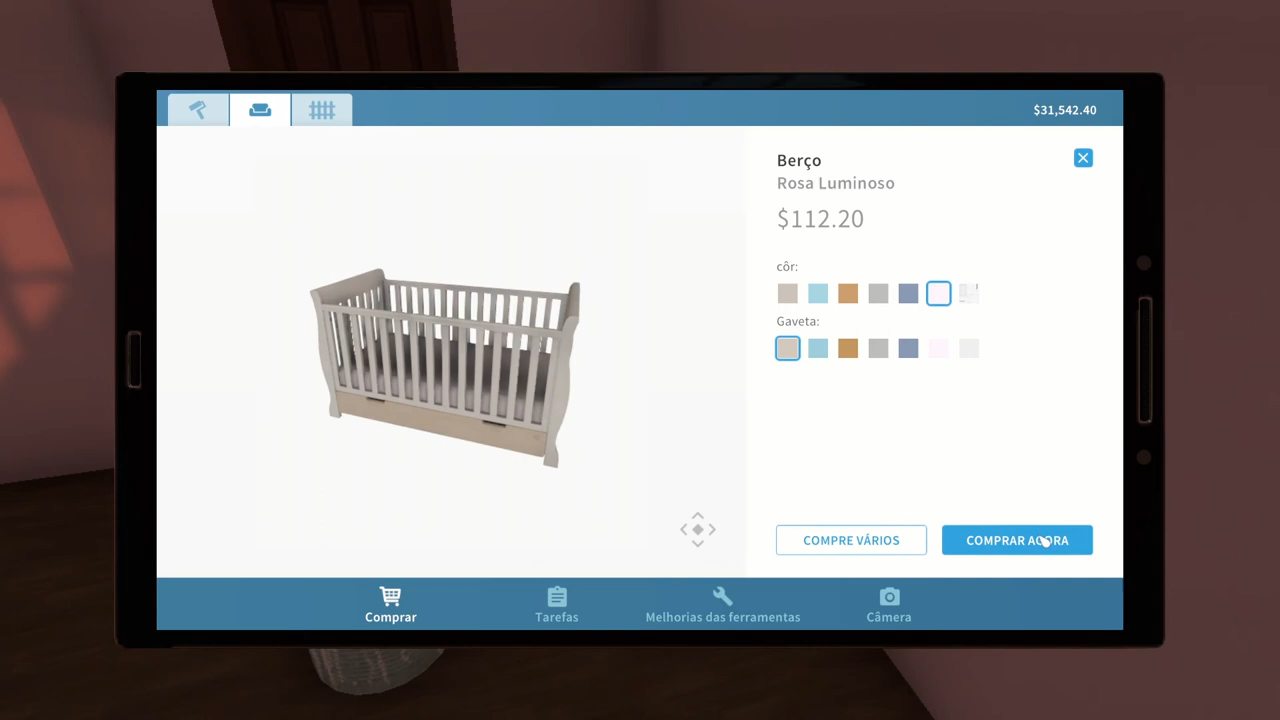 $31,542.40
Berço
Rosa Luminoso
$112.20
côr:
Gaveta:
COMPRE VÁRIOS
COMPRAR AGORA
Comprar
Tarefas
Melhorias das ferramentas
Câmera